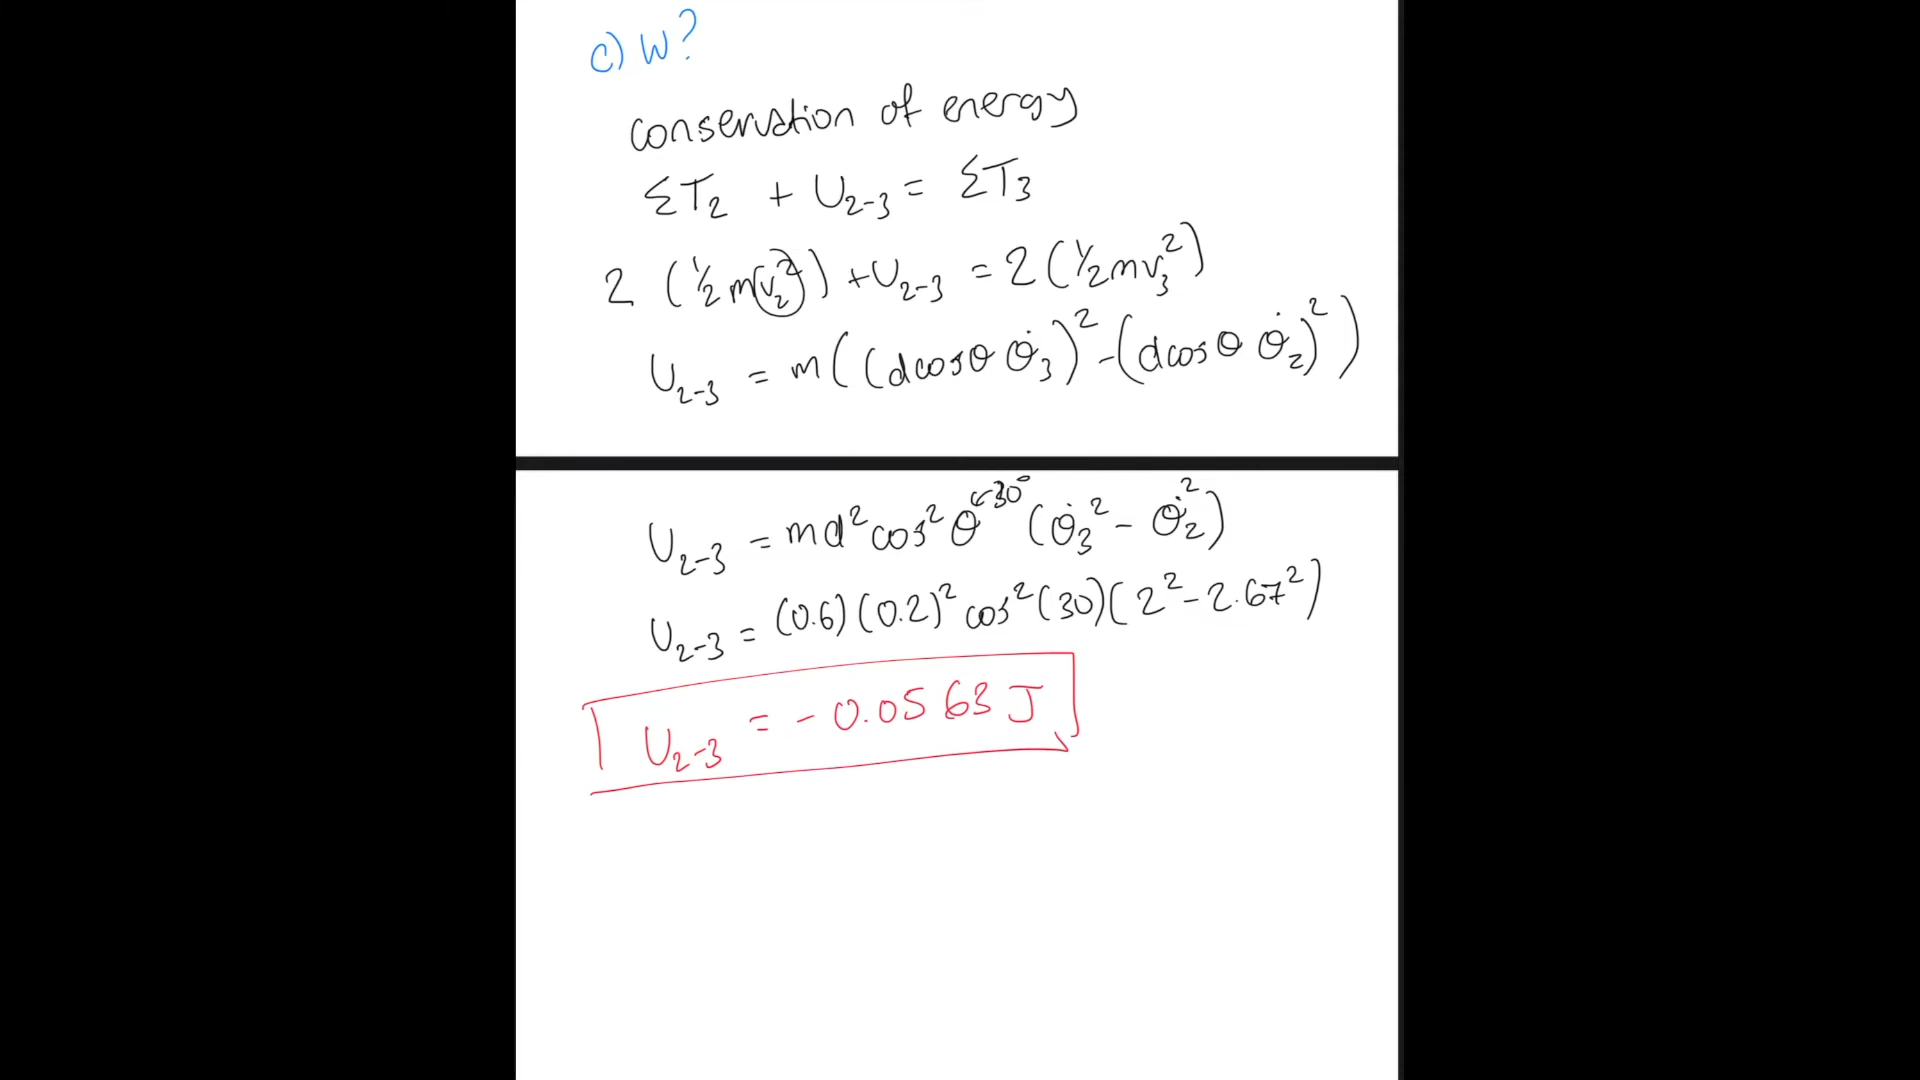 c) W?
conservation of energy
ΣT₂ + U₂₋₃ = ΣT₃
2 (½m(v₂²)) + U₂₋₃ = 2(½mv₃²)
U₂₋₃ = m((dcosθ θ̇₃)² - (dcosθ θ̇₂)²)
U₂₋₃ = md²cos²θ^{←30°} (θ̇₃² - θ̇₂²)
U₂₋₃ = (0.6)(0.2)² cos²(30)(2² - 2.67²)
U₂₋₃ = -0.0563 J